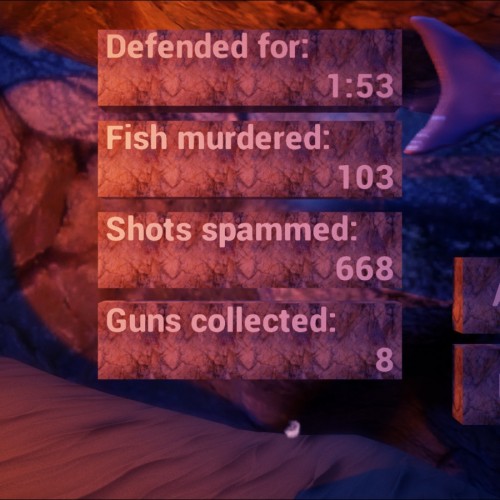 Defended for:
1:53
Fish murdered:
103
Shots spammed:
668
Guns collected:
8